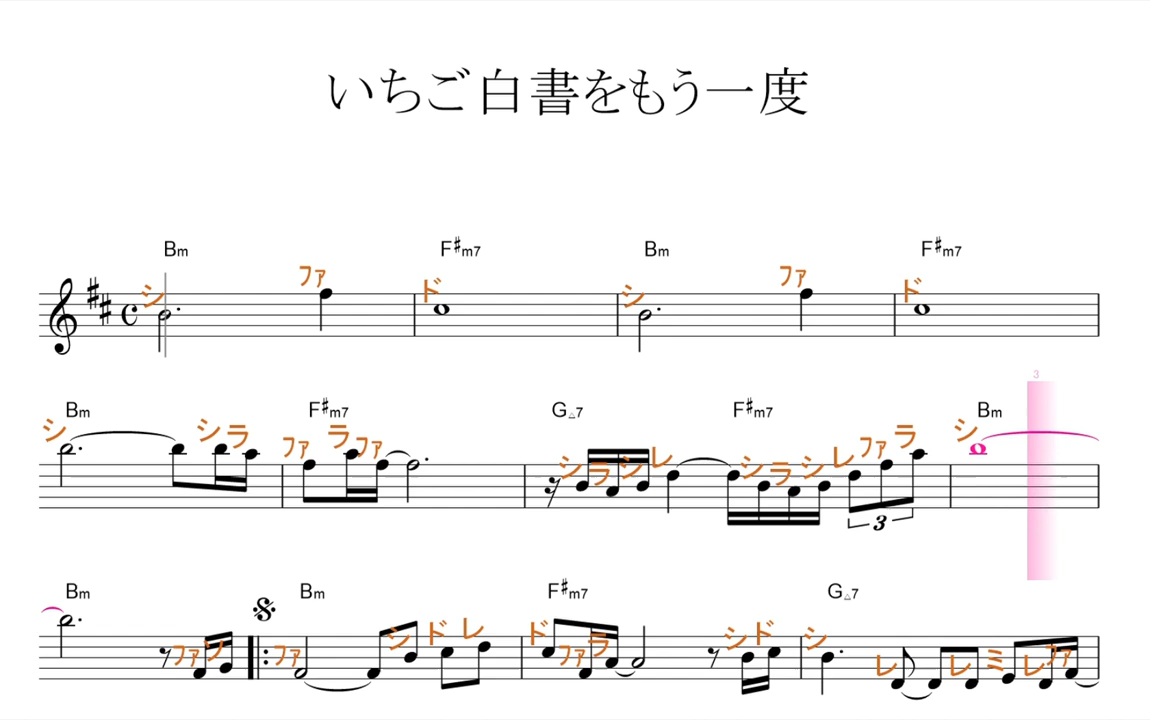 いちご白書をもう一度
Bm F#m7 Bm F#m7
シ ファ ド シ ファ ド
3
Bm F#m7 G△7 F#m7 Bm
シ シ ラ ファ ラ ファ シ ラ シ レ シ ラ シ レ ファ ラ シ
3
Bm Bm F#m7 G△7
ファ ソ ファ シ ド レ ド ファ ラ シ ド シ レ レ ミ レ ファ